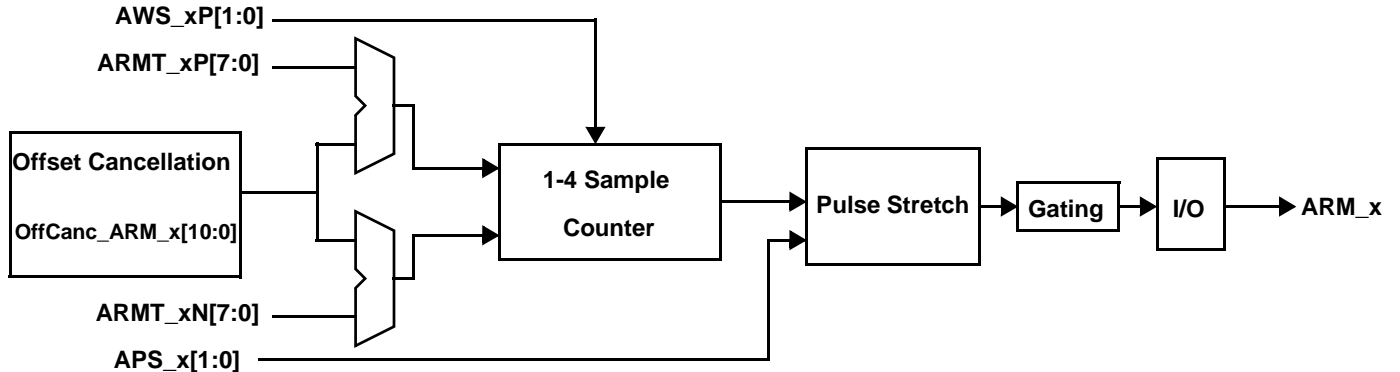 AWS_xP[1:0]
ARMT_xP[7:0]
Offset Cancellation
OffCanc_ARM_x[10:0]
ARMT_xN[7:0]
APS_x[1:0]
1-4 Sample
Counter
Pulse Stretch
Gating
I/O
ARM_x